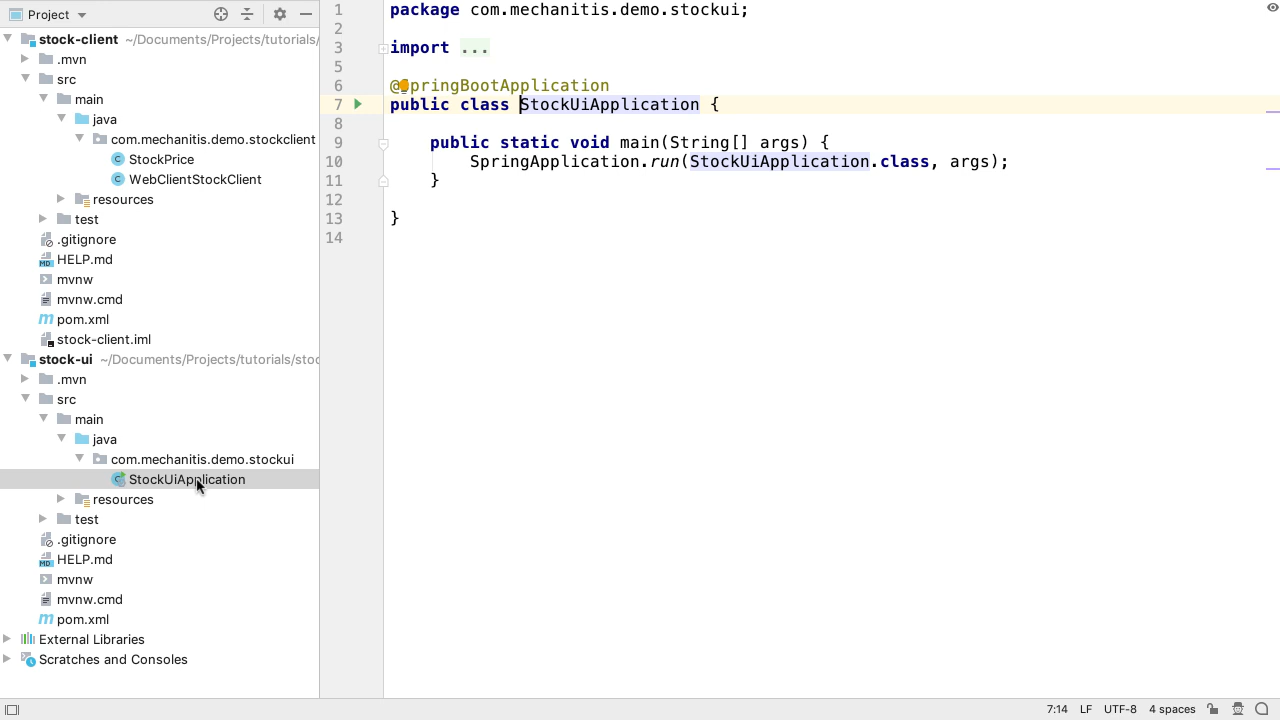 Project
stock-client ~/Documents/Projects/tutorials/
.mvn
src
main
java
com.mechanitis.demo.stockclient
StockPrice
WebClientStockClient
resources
test
.gitignore
HELP.md
mvnw
mvnw.cmd
pom.xml
stock-client.iml
stock-ui ~/Documents/Projects/tutorials/stoc
.mvn
src
main
java
com.mechanitis.demo.stockui
StockUiApplication
resources
test
.gitignore
HELP.md
mvnw
mvnw.cmd
pom.xml
External Libraries
Scratches and Consoles
1 package com.mechanitis.demo.stockui;
2
3 import ...
5
6 @SpringBootApplication
7 public class StockUiApplication {
8
9 public static void main(String[] args) {
10 SpringApplication.run(StockUiApplication.class, args);
11 }
12
13 }
14
7:14 LF UTF-8 4 spaces